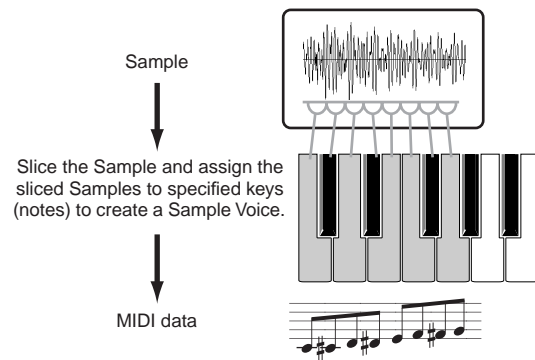 Sample
Slice the Sample and assign the
sliced Samples to specified keys
(notes) to create a Sample Voice.
MIDI data